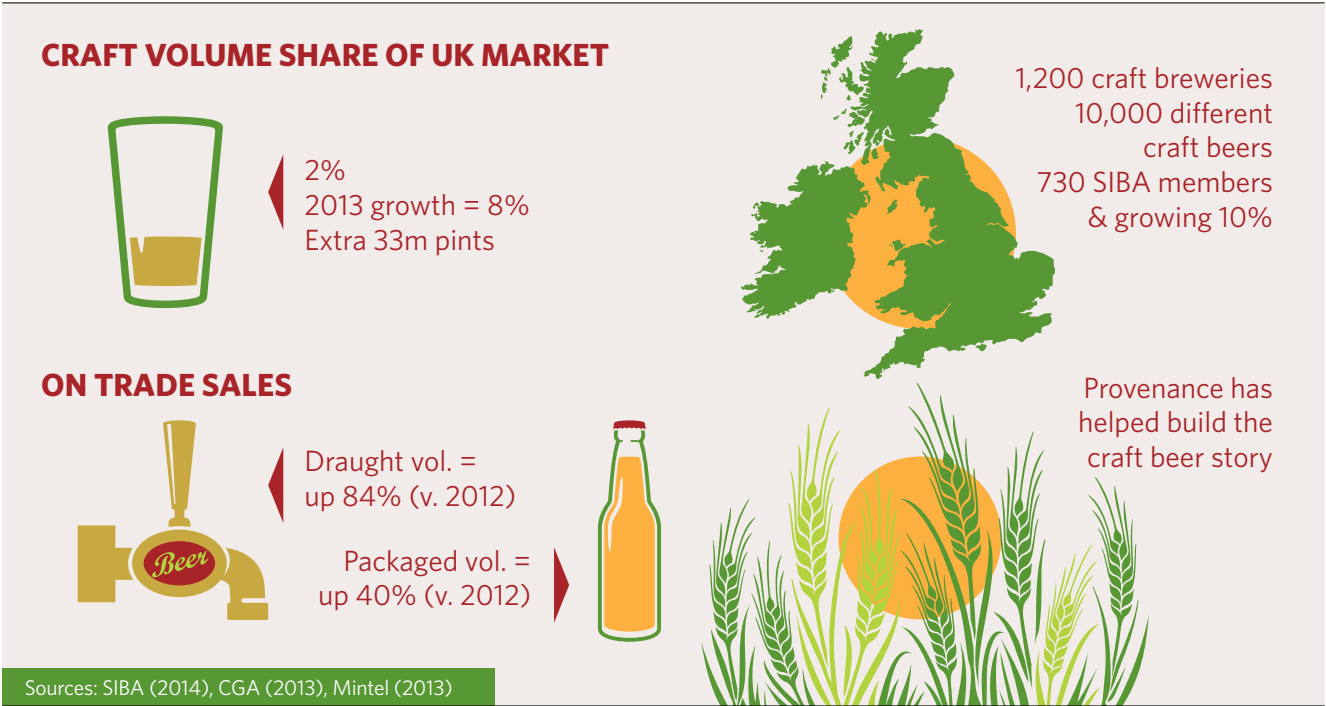 CRAFT VOLUME SHARE OF UK MARKET
2%
2013 growth = 8%
Extra 33m pints
1,200 craft breweries
10,000 different
craft beers
730 SIBA members
& growing 10%
ON TRADE SALES
Draught vol. =
up 84% (v. 2012)
Beer
Packaged vol. =
up 40% (v. 2012)
Provenance has
helped build the
craft beer story
Sources: SIBA (2014), CGA (2013), Mintel (2013)